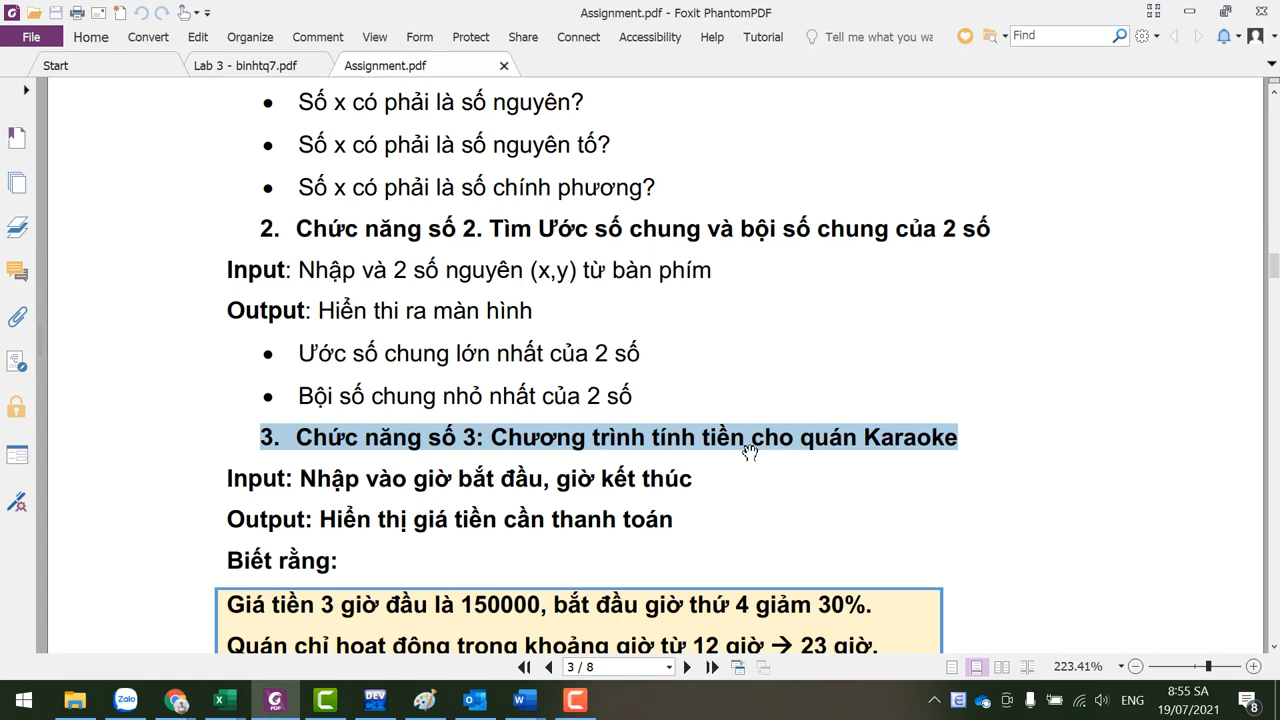 Assignment.pdf - Foxit PhantomPDF
File Home Convert Edit Organize Comment View Form Protect Share Connect Accessibility Help Tutorial Tell me what you wa Find
Start Lab 3 - binhtq7.pdf Assignment.pdf
• Số x có phải là số nguyên?
• Số x có phải là số nguyên tố?
• Số x có phải là số chính phương?
2. Chức năng số 2. Tìm Ước số chung và bội số chung của 2 số
Input: Nhập và 2 số nguyên (x,y) từ bàn phím
Output: Hiển thi ra màn hình
• Ước số chung lớn nhất của 2 số
• Bội số chung nhỏ nhất của 2 số
3. Chức năng số 3: Chương trình tính tiền cho quán Karaoke
Input: Nhập vào giờ bắt đầu, giờ kết thúc
Output: Hiển thị giá tiền cần thanh toán
Biết rằng:
Giá tiền 3 giờ đầu là 150000, bắt đầu giờ thứ 4 giảm 30%.
Quán chỉ hoạt động trong khoảng giờ từ 12 giờ → 23 giờ.
3 / 8 223.41%
PDF Zalo DEV ENG 8:55 SA
19/07/2021 8